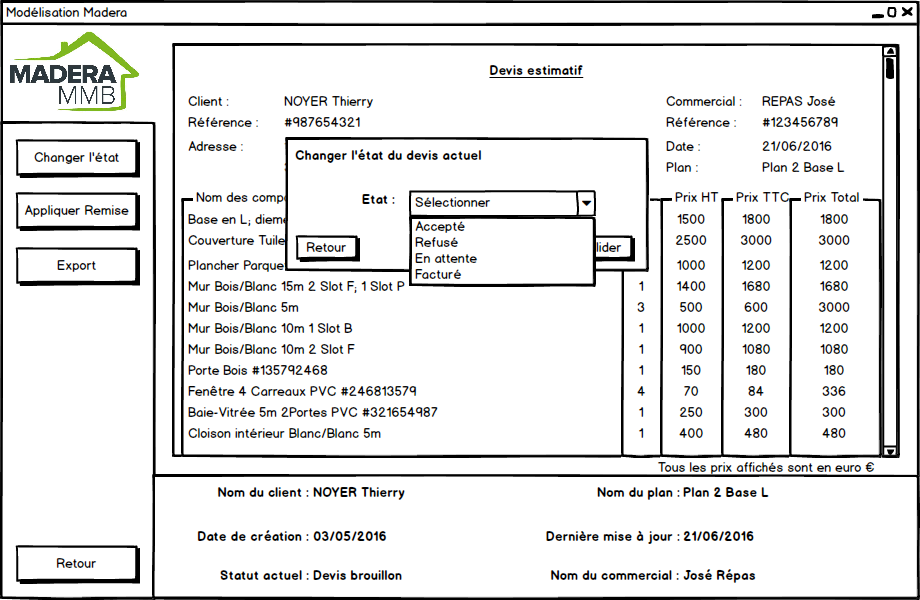 Modélisation Madera
MADERA
MMB
Changer l'état
Appliquer Remise
Export
Retour
Devis estimatif
Client : NOYER Thierry Commercial : REPAS José
Référence : #987654321 Référence : #123456789
Adresse : Date : 21/06/2016
Plan : Plan 2 Base L
Changer l'état du devis actuel
Etat : Sélectionner
Accepté
Refusé
En attente
Facturé
Retour
Nom des Prix HT Prix TTC Prix Total
Base en L; 1500 1800 1800
Couverture 2500 3000 3000
Plancher 1000 1200 1200
Mur Bois/Blanc 15m 2 Slot F; 1 Slot P 1 1400 1680 1680
Mur Bois/Blanc 5m 3 500 600 3000
Mur Bois/Blanc 10m 1 Slot B 1 1000 1200 1200
Mur Bois/Blanc 10m 2 Slot F 1 900 1080 1080
Porte Bois #135792468 1 150 180 180
Fenêtre 4 Carreaux PVC #246813579 4 70 84 336
Baie-Vitrée 5m 2Portes PVC #321654987 1 250 300 300
Cloison intérieur Blanc/Blanc 5m 1 400 480 480
Tous les prix affichés sont en euro €
Nom du client : NOYER Thierry Nom du plan : Plan 2 Base L
Date de création : 03/05/2016 Dernière mise à jour : 21/06/2016
Statut actuel : Devis brouillon Nom du commercial : José Répas